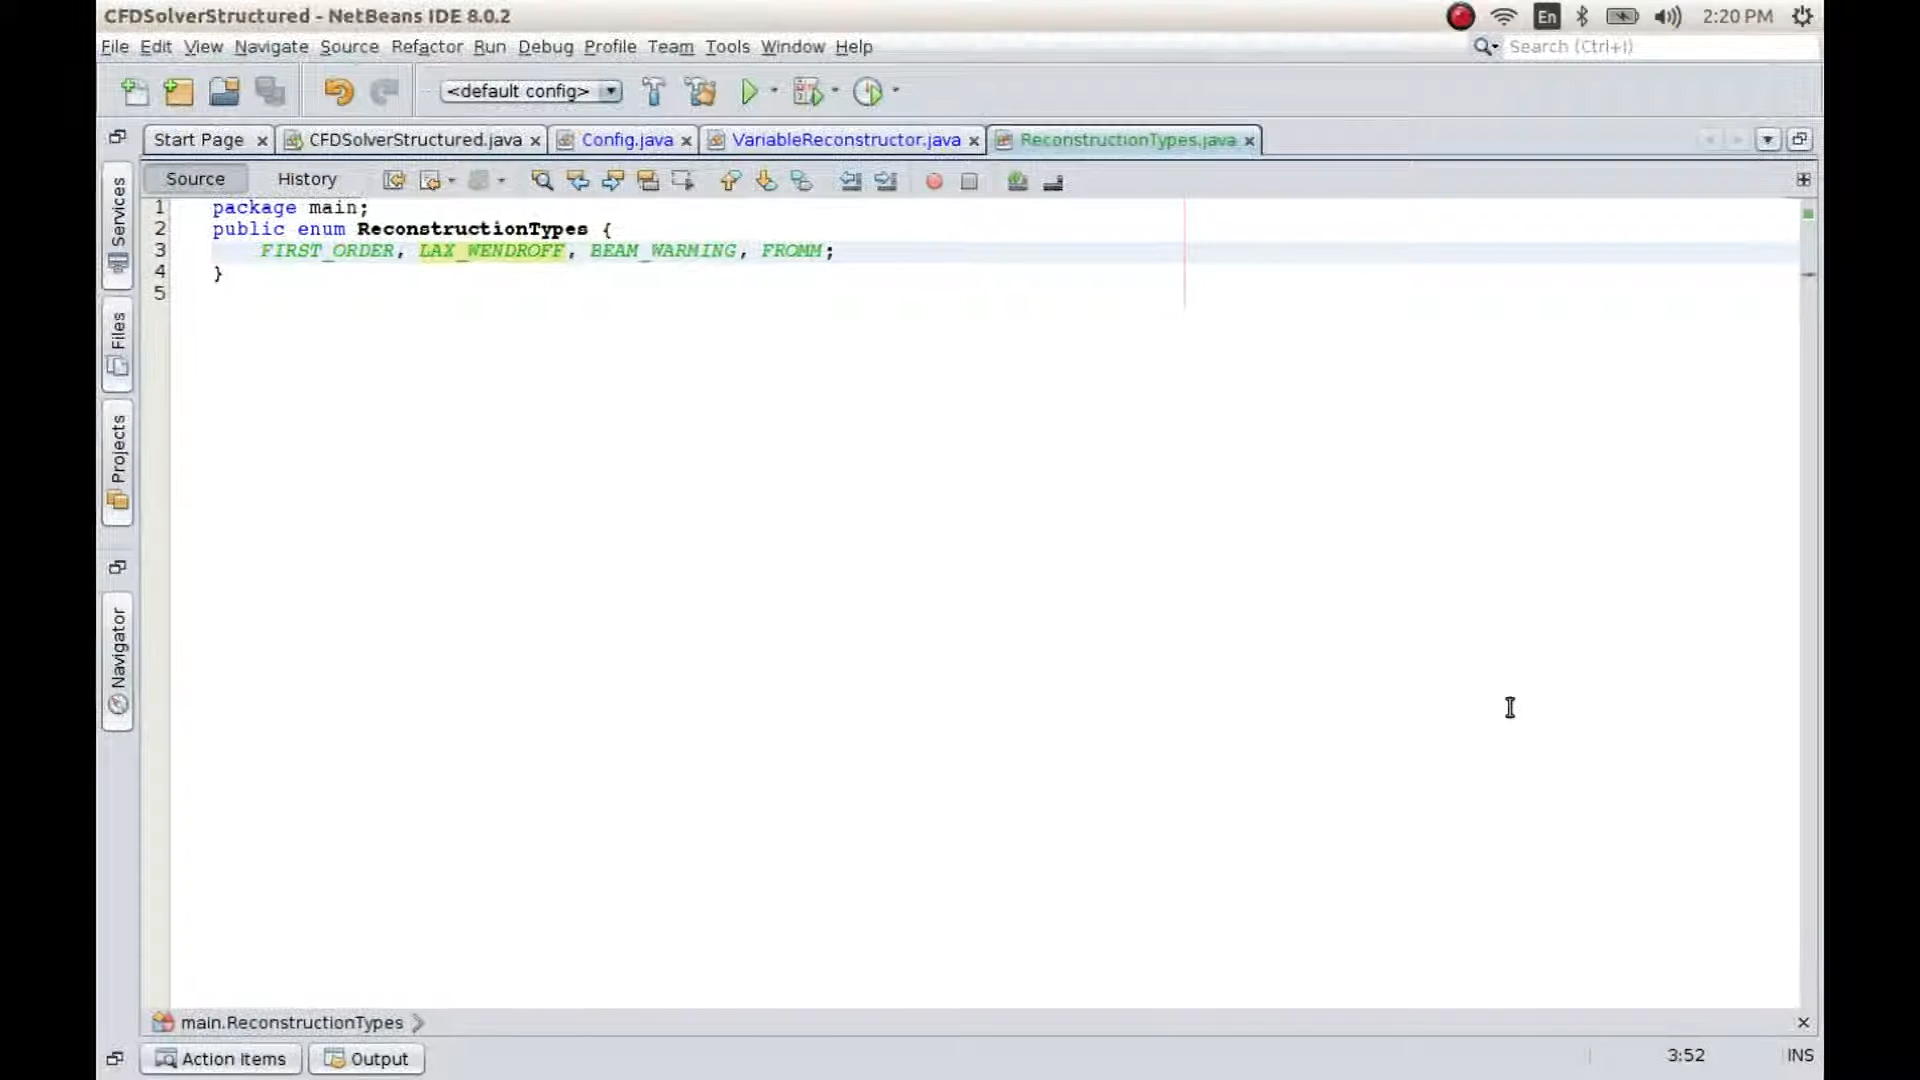 CFDSolverStructured - NetBeans IDE 8.0.2
En
2:20 PM
File Edit View Navigate Source Refactor Run Debug Profile Team Tools Window Help
Search (Ctrl+I)
<default config>
Start Page
CFDSolverStructured.java
Config.java
VariableReconstructor.java
ReconstructionTypes.java
Source
History
Services
Files
Projects
Navigator
1 package main;
2 public enum ReconstructionTypes {
3 FIRST_ORDER, LAX_WENDROFF, BEAM_WARMING, FROMM;
4 }
5
main.ReconstructionTypes
Action Items
Output
3:52
INS